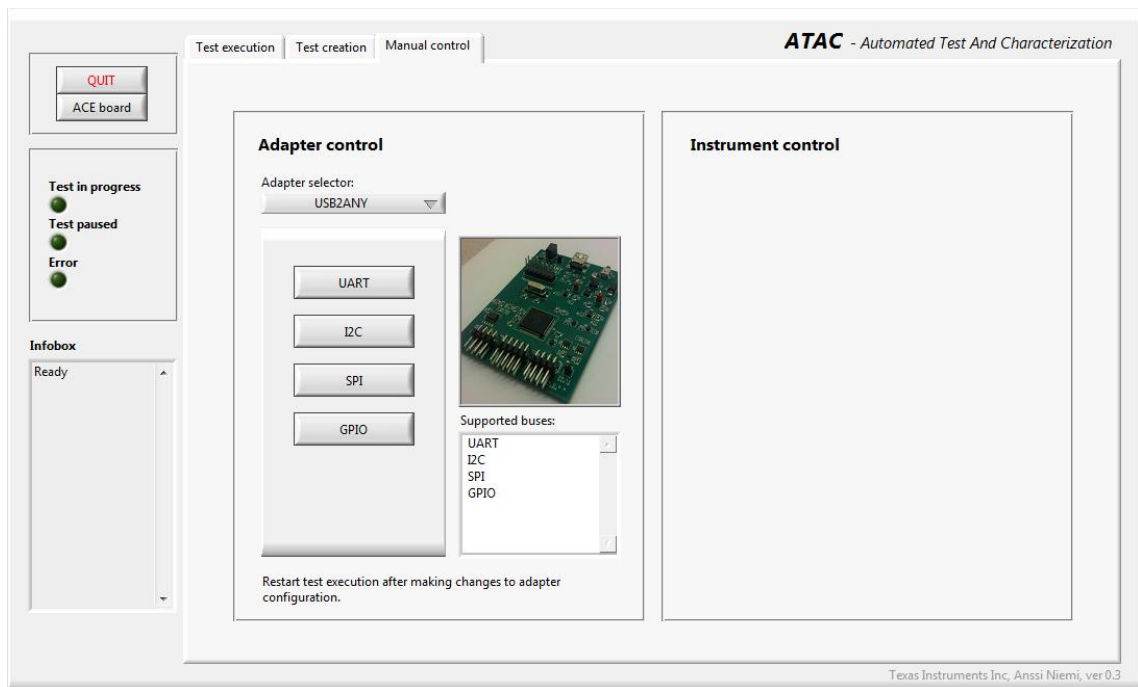 Test execution
Test creation
Manual control
ATAC - Automated Test And Characterization
QUIT
ACE board
Test in progress
Test paused
Error
Infobox
Ready
Adapter control
Adapter selector:
USB2ANY
UART
I2C
SPI
GPIO
Supported buses:
UART
I2C
SPI
GPIO
Restart test execution after making changes to adapter
configuration.
Instrument control
Texas Instruments Inc, Anssi Niemi, ver 0.3